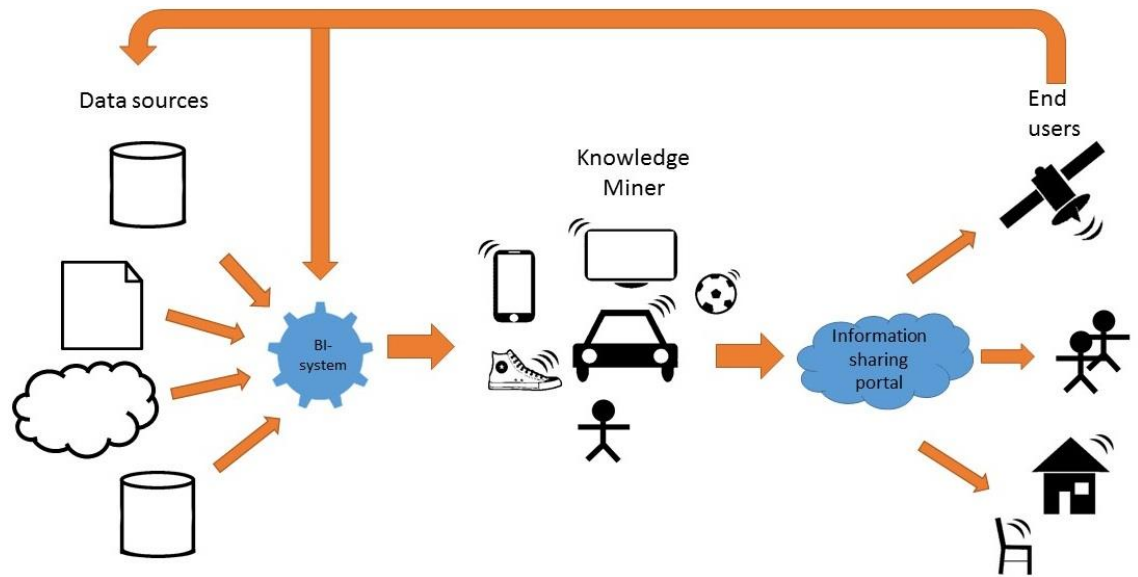 Data sources
End
users
Knowledge
Miner
BI-
system
Information
sharing
portal